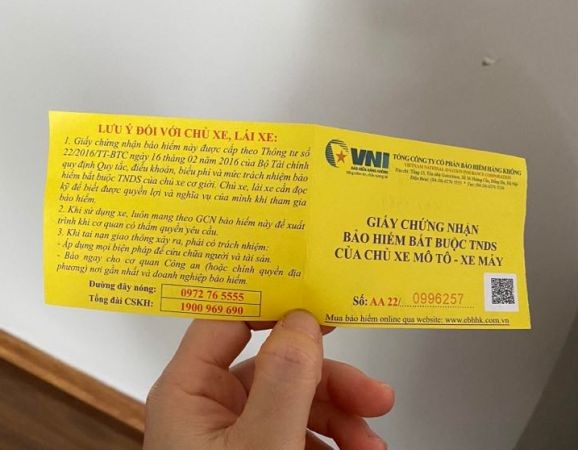 LƯU Ý ĐỐI VỚI CHỦ XE, LÁI XE:
1. Giấy chứng nhận bảo hiểm này được cấp theo Thông tư số
22/2016/TT-BTC ngày 16 tháng 02 năm 2016 của Bộ Tài chính
quy định Quy tắc, điều khoản, biểu phí và mức trách nhiệm bảo
hiểm bắt buộc TNDS của chủ xe cơ giới. Chủ xe, lái xe cần đọc
kỹ để biết được quyền lợi và nghĩa vụ của mình khi tham gia
bảo hiểm.
2. Khi sử dụng xe, luôn mang theo GCN bảo hiểm này để xuất
trình khi cơ quan có thẩm quyền yêu cầu.
3. Khi tai nạn giao thông xảy ra, phải có trách nhiệm:
- Áp dụng mọi biện pháp để cứu chữa người và tài sản.
- Báo ngay cho cơ quan Công an (hoặc chính quyền địa
phương) nơi gần nhất và doanh nghiệp bảo hiểm.
Đường dây nóng: 0972 76 5555
Tổng đài CSKH: 1900 969 690
VNI
BẢO HIỂM HÀNG KHÔNG
TỔNG CÔNG TY CỔ PHẦN BẢO HIỂM HÀNG KHÔNG
VIETNAM NATIONAL AVIATION INSURANCE CORPORATION
GIẤY CHỨNG NHẬN
BẢO HIỂM BẮT BUỘC TNDS
CỦA CHỦ XE MÔ TÔ - XE MÁY
Số: AA 22/ 0996257
Mua bảo hiểm online qua website: www.ebhhk.com.vn